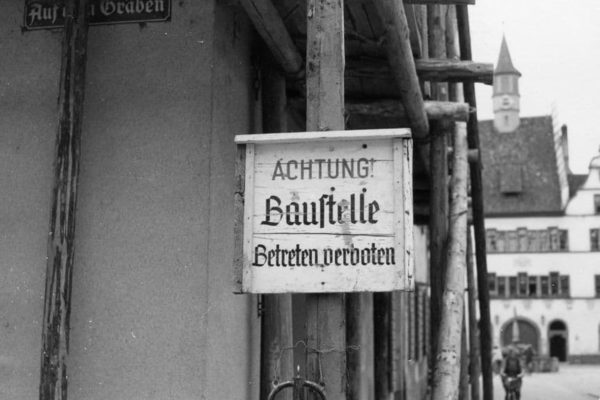 Auf dem Graben
ACHTUNG!
Bauſtelle
Betreten verboten